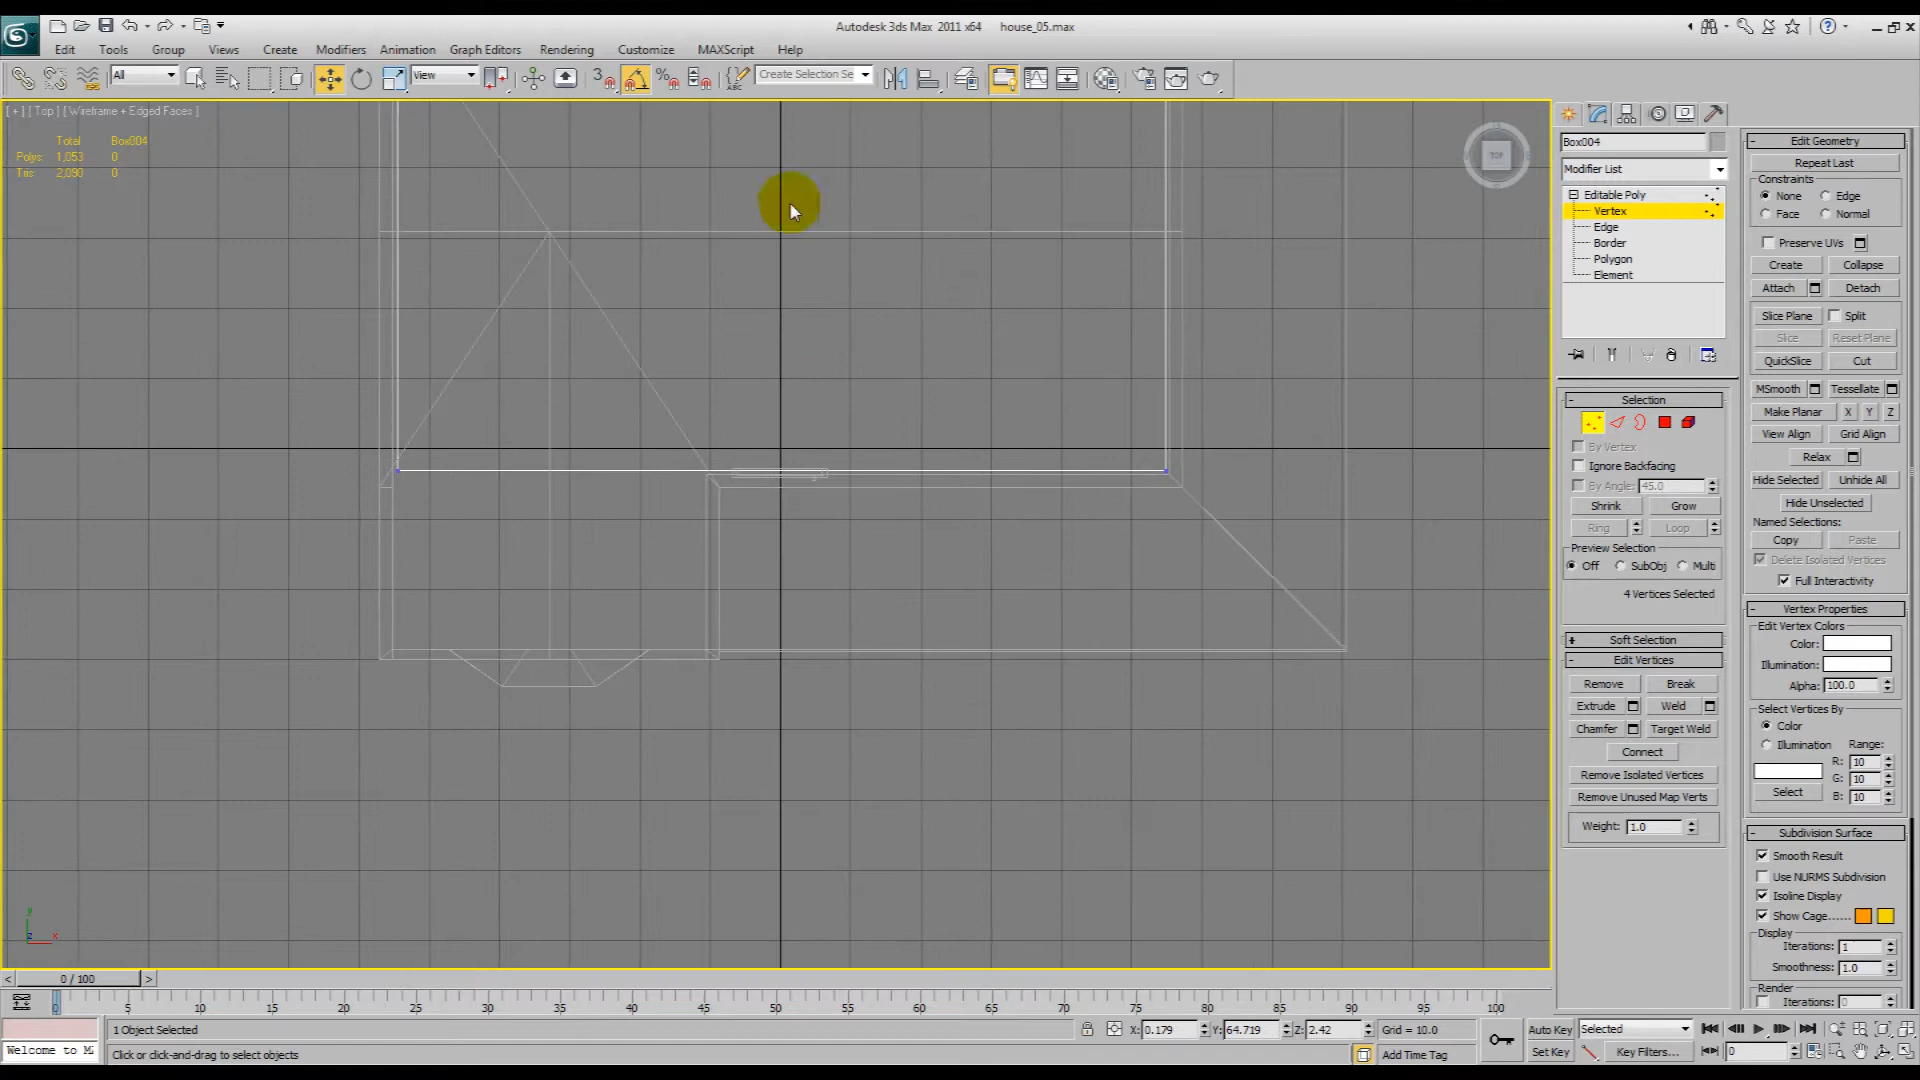 Autodesk 3ds Max 2011 x64 house_05.max
Edit Tools Group Views Create Modifiers Animation Graph Editors Rendering Customize MAXScript Help
All View 3 Create Selection Se
[ + ] [ Top ] [ Wireframe + Edged Faces ]
Total Box004
Polys: 1,053 0
Tris: 2,090 0
TOP
Box004
Modifier List
Editable Poly
Vertex
Edge
Border
Polygon
Element
Selection
By Vertex
Ignore Backfacing
By Angle: 45.0
Shrink Grow
Ring Loop
Preview Selection
Off SubObj Multi
4 Vertices Selected
Soft Selection
Edit Vertices
Remove Break
Extrude Weld
Chamfer Target Weld
Connect
Remove Isolated Vertices
Remove Unused Map Verts
Weight: 1.0
Edit Geometry
Repeat Last
Constraints
None Edge
Face Normal
Preserve UVs
Create Collapse
Attach Detach
Slice Plane Split
Slice Reset Plane
QuickSlice Cut
MSmooth Tessellate
Make Planar X Y Z
View Align Grid Align
Relax
Hide Selected Unhide All
Hide Unselected
Named Selections:
Copy Paste
Delete Isolated Vertices
Full Interactivity
Vertex Properties
Edit Vertex Colors
Color:
Illumination:
Alpha: 100.0
Select Vertices By
Color
Illumination Range:
R: 10
G: 10
Select B: 10
Subdivision Surface
Smooth Result
Use NURMS Subdivision
Isoline Display
Show Cage......
Display
Iterations: 1
Smoothness: 1.0
Render
Iterations: 0
y
z x
< 0 / 100 >
0 5 10 15 20 25 30 35 40 45 50 55 60 65 70 75 80 85 90 95 100
1 Object Selected X: 0.179 Y: 64.719 Z: 2.42 Grid = 10.0 Auto Key Selected
Welcome to M Click or click-and-drag to select objects Add Time Tag Set Key Key Filters... 0